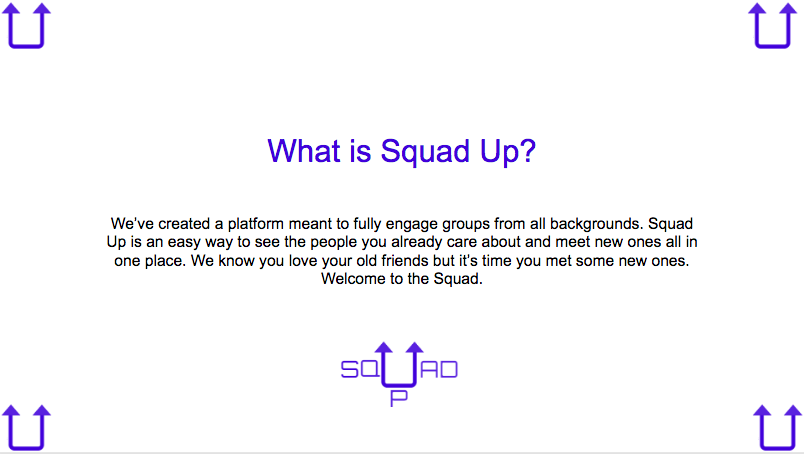 What is Squad Up?
We've created a platform meant to fully engage groups from all backgrounds. Squad
Up is an easy way to see the people you already care about and meet new ones all in
one place. We know you love your old friends but it's time you met some new ones.
Welcome to the Squad.
SQUAD
P